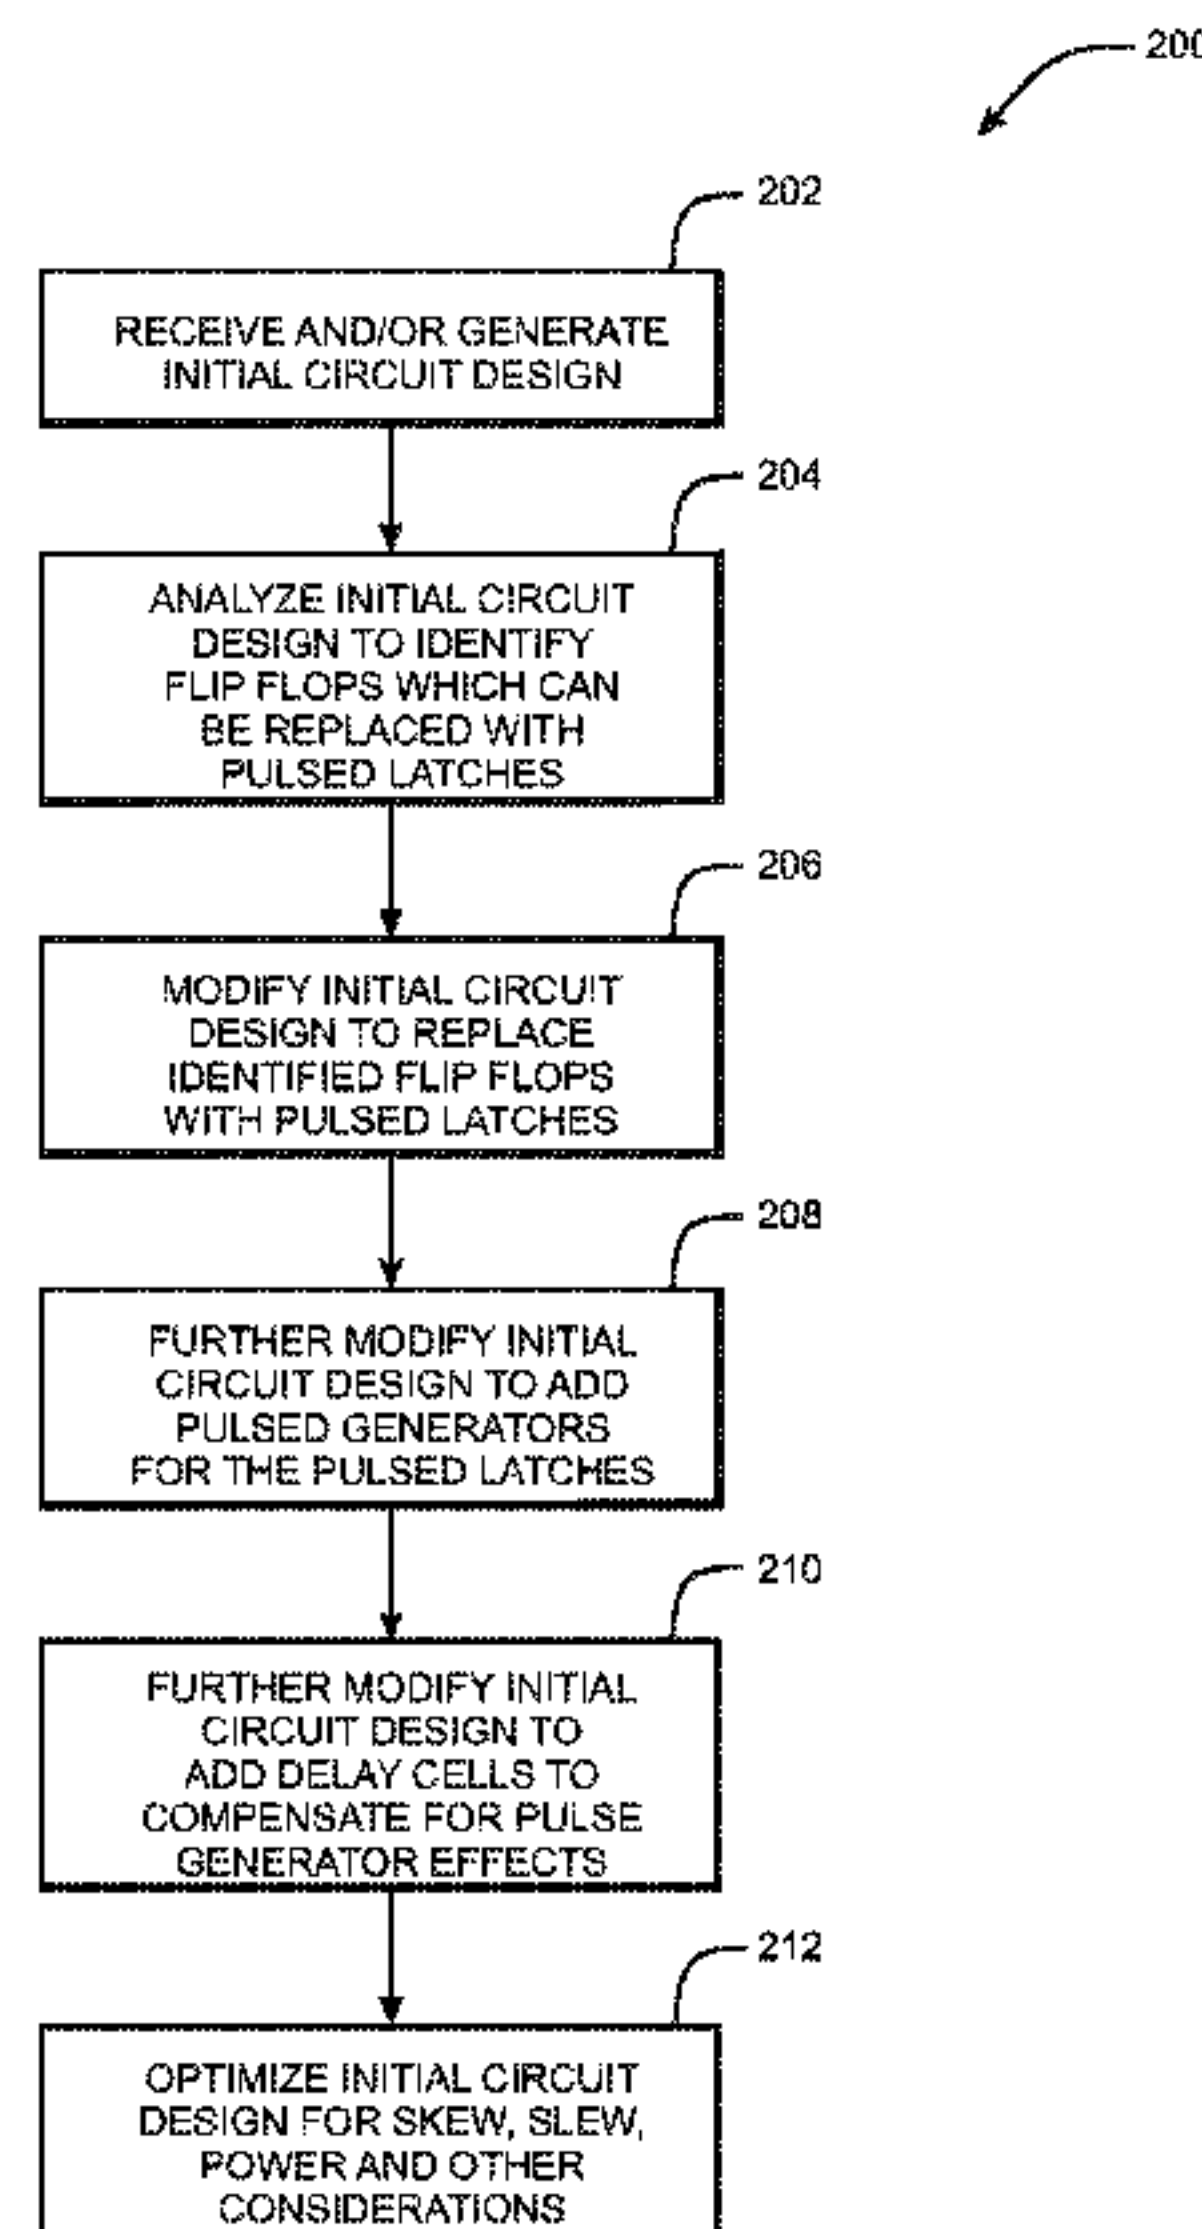 200
202
RECEIVE AND/OR GENERATE
INITIAL CIRCUIT DESIGN
204
ANALYZE INITIAL CIRCUIT
DESIGN TO IDENTIFY
FLIP FLOPS WHICH CAN
BE REPLACED WITH
PULSED LATCHES
206
MODIFY INITIAL CIRCUIT
DESIGN TO REPLACE
IDENTIFIED FLIP FLOPS
WITH PULSED LATCHES
208
FURTHER MODIFY INITIAL
CIRCUIT DESIGN TO ADD
PULSED GENERATORS
FOR THE PULSED LATCHES
210
FURTHER MODIFY INITIAL
CIRCUIT DESIGN TO
ADD DELAY CELLS TO
COMPENSATE FOR PULSE
GENERATOR EFFECTS
212
OPTIMIZE INITIAL CIRCUIT
DESIGN FOR SKEW, SLEW,
POWER AND OTHER
CONSIDERATIONS